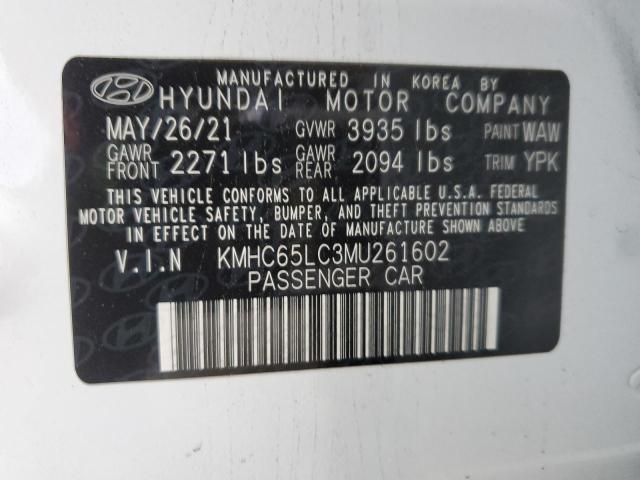 MANUFACTURED IN KOREA BY
HYUNDAI MOTOR COMPANY
MAY/26/21 GVWR 3935 lbs PAINT WAW
GAWR FRONT 2271 lbs GAWR REAR 2094 lbs TRIM YPK
THIS VEHICLE CONFORMS TO ALL APPLICABLE U.S.A. FEDERAL
MOTOR VEHICLE SAFETY, BUMPER, AND THEFT PREVENTION STANDARDS
IN EFFECT ON THE DATE OF MANUFACTURE SHOWN ABOVE.
V.I.N KMHC65LC3MU261602
PASSENGER CAR